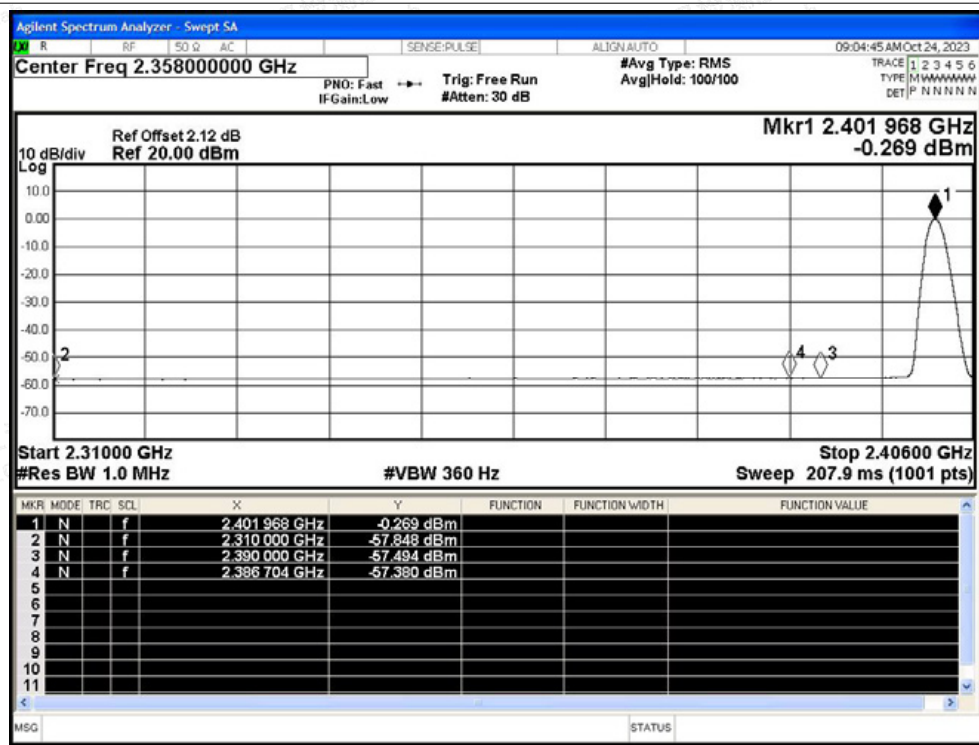 Agilent Spectrum Analyzer - Swept SA
LXI R RF 50 Ω AC SENSE:PULSE ALIGN AUTO 09:04:45 AM Oct 24, 2023
Center Freq 2.358000000 GHz #Avg Type: RMS TRACE 1 2 3 4 5 6
PNO: Fast Trig: Free Run Avg|Hold: 100/100 TYPE M WWWWW
IFGain:Low #Atten: 30 dB DET P N N N N N
Ref Offset 2.12 dB Mkr1 2.401 968 GHz
10 dB/div Ref 20.00 dBm -0.269 dBm
Log
10.0
1
0.00
-10.0
-20.0
-30.0
-40.0
-50.0
2 4 3
-60.0
-70.0
Start 2.31000 GHz Stop 2.40600 GHz
#Res BW 1.0 MHz #VBW 360 Hz Sweep 207.9 ms (1001 pts)
MKR MODE TRC SCL X Y FUNCTION FUNCTION WIDTH FUNCTION VALUE
1 N f 2.401 968 GHz -0.269 dBm
2 N f 2.310 000 GHz -57.848 dBm
3 N f 2.390 000 GHz -57.494 dBm
4 N f 2.386 704 GHz -57.380 dBm
5
6
7
8
9
10
11
MSG STATUS